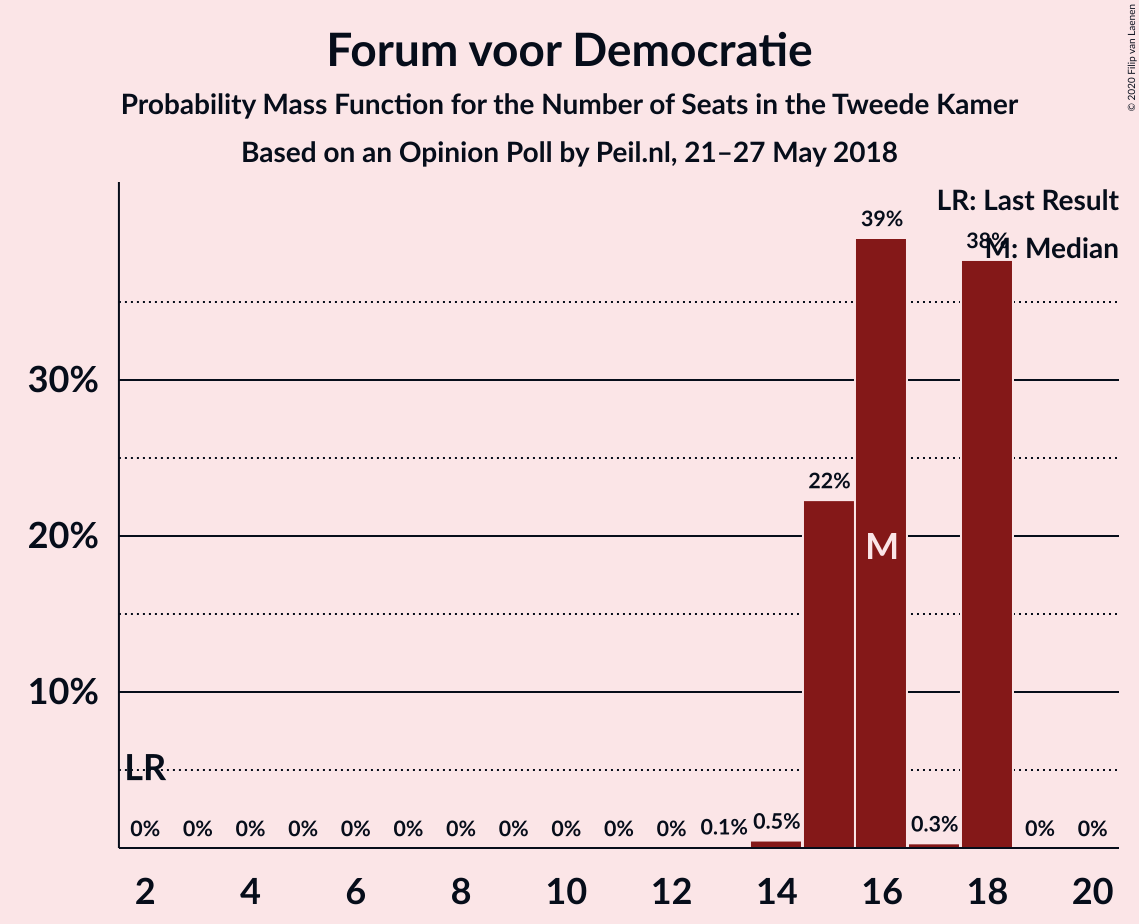 Forum voor Democratie
Probability Mass Function for the Number of Seats in the Tweede Kamer
Based on an Opinion Poll by Peil.nl, 21–27 May 2018
© 2020 Filip van Laenen
LR: Last Result
M: Median
39%
38%
30%
22%
20%
M
10%
LR
0% 0% 0% 0% 0% 0% 0% 0% 0% 0% 0% 0.1% 0.5% 0.3% 0% 0%
2 4 6 8 10 12 14 16 18 20